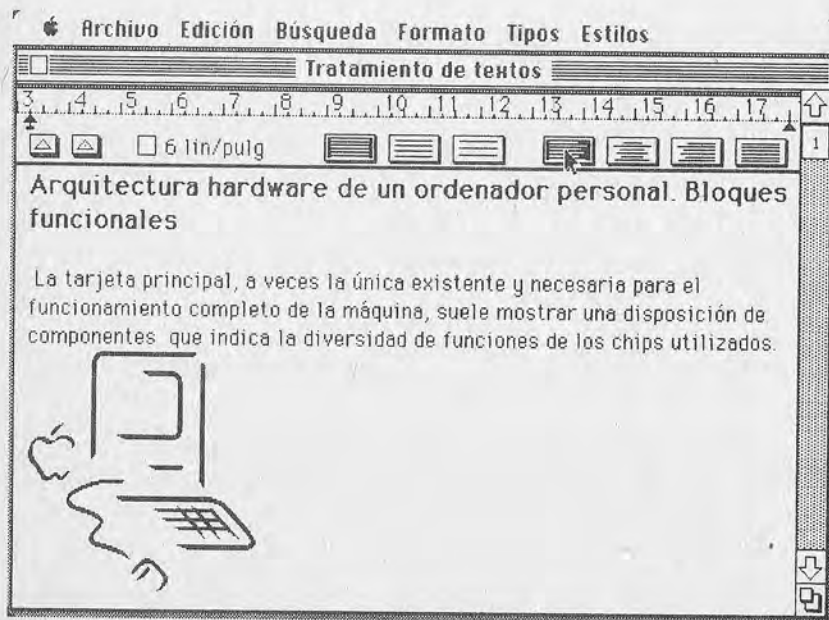 Archivo Edición Búsqueda Formato Tipos Estilos
Tratamiento de textos
3 4 5 6 7 8 9 10 11 12 13 14 15 16 17
6 lin/pulg
1
Arquitectura hardware de un ordenador personal. Bloques
funcionales
La tarjeta principal, a veces la única existente y necesaria para el
funcionamiento completo de la máquina, suele mostrar una disposición de
componentes que indica la diversidad de funciones de los chips utilizados.